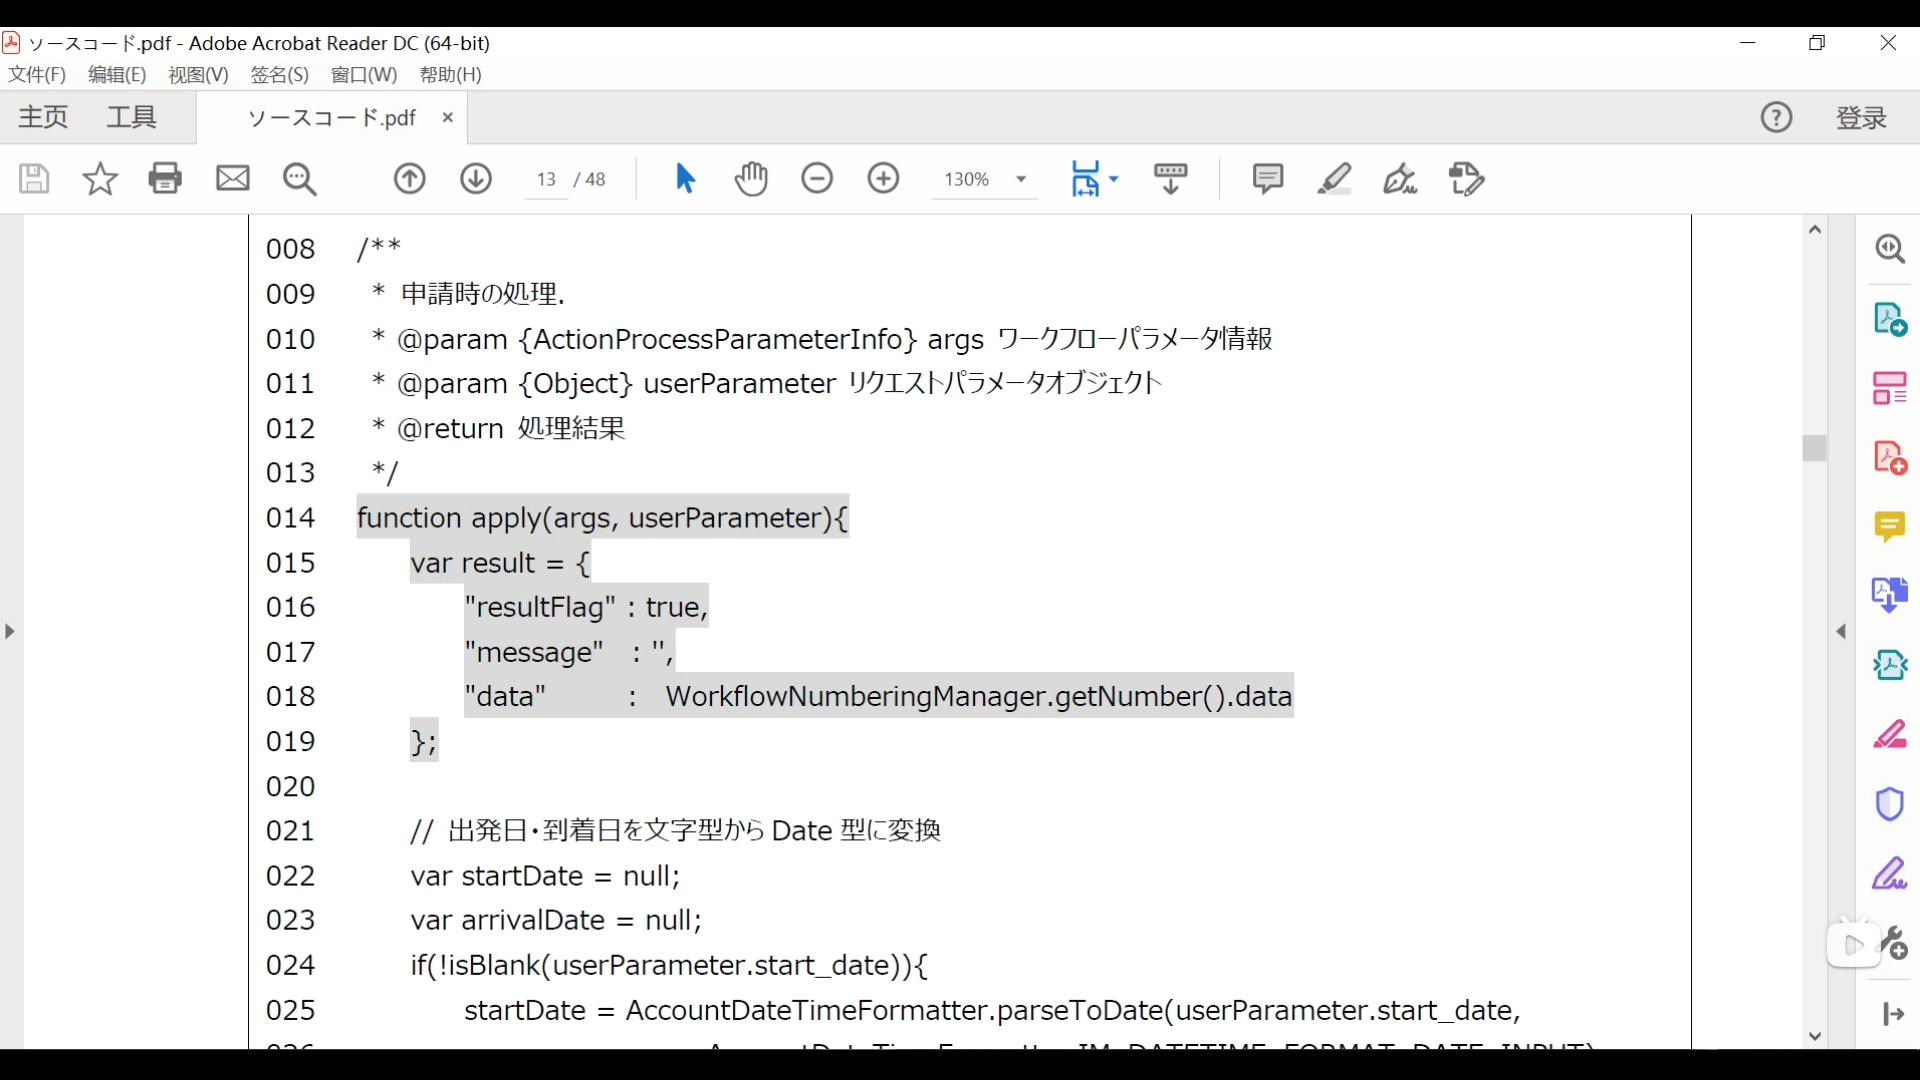 ソースコード.pdf - Adobe Acrobat Reader DC (64-bit)
文件(F) 编辑(E) 视图(V) 签名(S) 窗口(W) 帮助(H)
主页 工具 ソースコード.pdf × 登录
13 / 48 130%
008 /**
009 * 申請時の処理.
010 * @param {ActionProcessParameterInfo} args ワークフローパラメータ情報
011 * @param {Object} userParameter リクエストパラメータオブジェクト
012 * @return 処理結果
013 */
014 function apply(args, userParameter){
015 var result = {
016 "resultFlag" : true,
017 "message" : '',
018 "data" : WorkflowNumberingManager.getNumber().data
019 };
020
021 // 出発日・到着日を文字型から Date 型に変換
022 var startDate = null;
023 var arrivalDate = null;
024 if(!isBlank(userParameter.start_date)){
025 startDate = AccountDateTimeFormatter.parseToDate(userParameter.start_date,